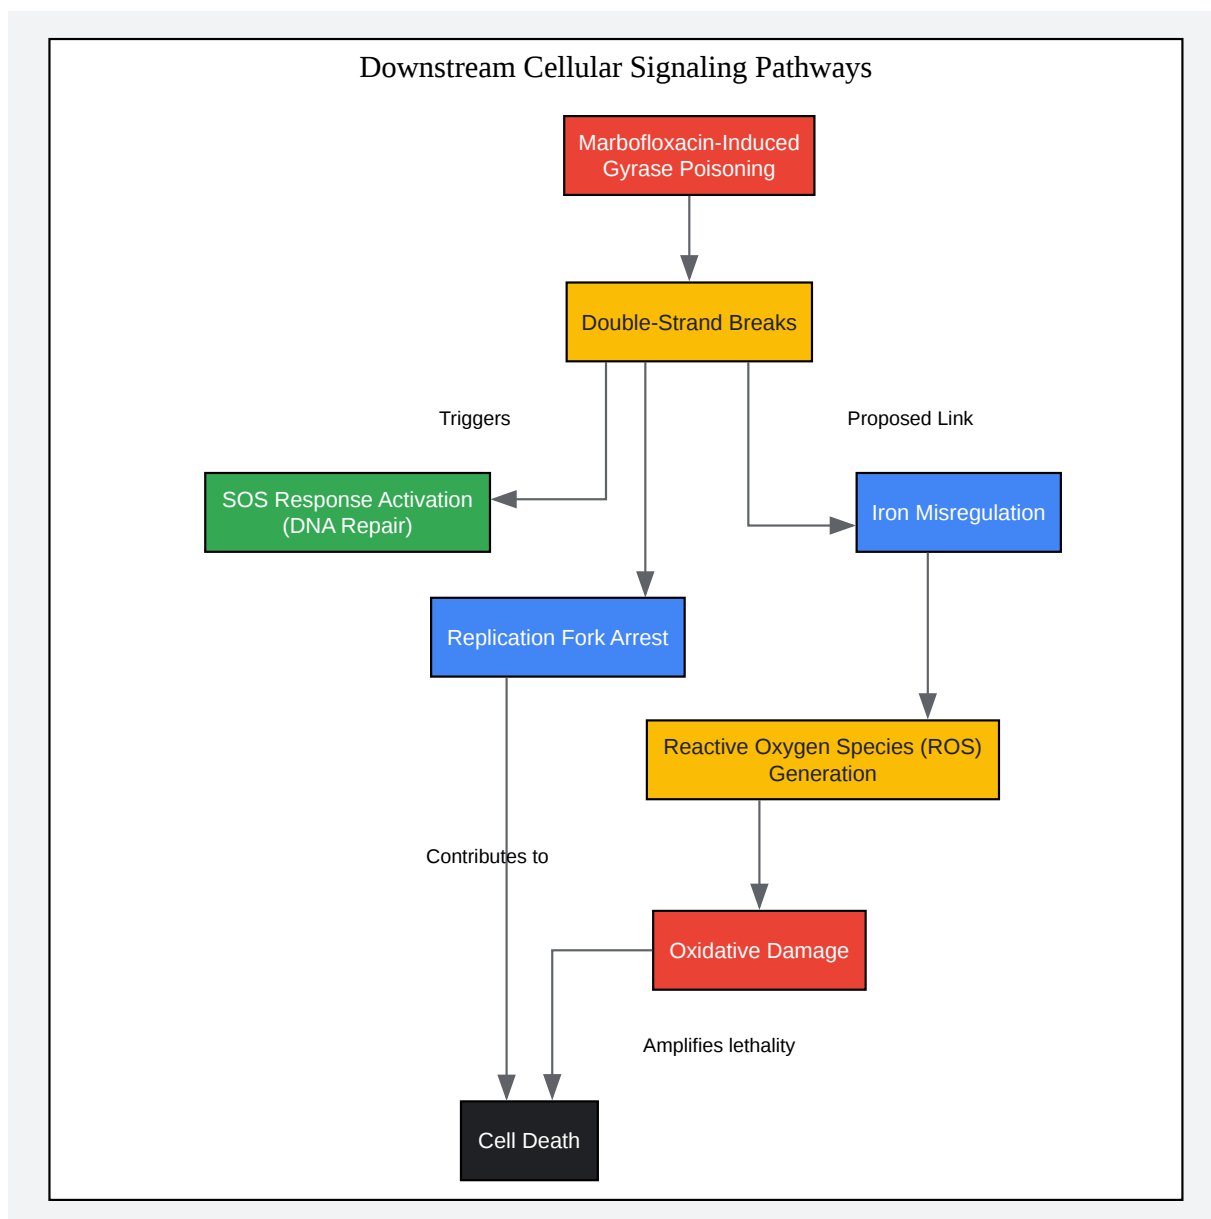 Downstream Cellular Signaling Pathways
Marbofloxacin-Induced
Gyrase Poisoning
Double-Strand Breaks
Triggers
Proposed Link
SOS Response Activation
(DNA Repair)
Iron Misregulation
Replication Fork Arrest
Reactive Oxygen Species (ROS)
Generation
Contributes to
Oxidative Damage
Amplifies lethality
Cell Death